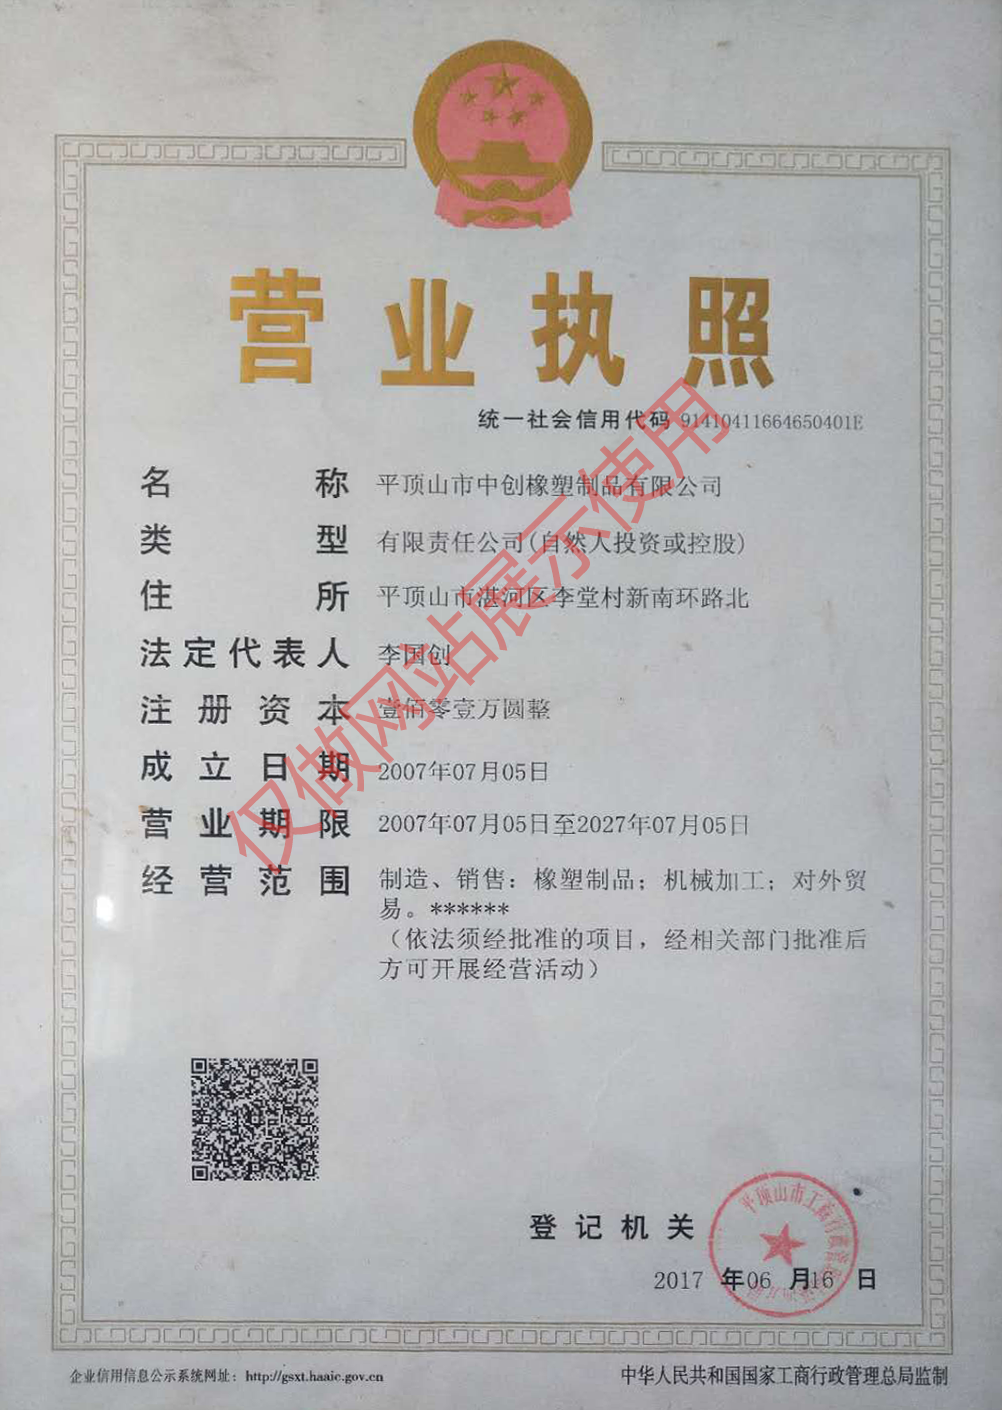 营业执照
统一社会信用代码 91410411664650401E
名称 平顶山市中创橡塑制品有限公司
类型 有限责任公司(自然人投资或控股)
住所 平顶山市湛河区李堂村新南环路北
法定代表人 李国创
注册资本 壹佰零壹万圆整
成立日期 2007年07月05日
营业期限 2007年07月05日至2027年07月05日
经营范围 制造、销售：橡塑制品；机械加工；对外贸
易。******
（依法须经批准的项目，经相关部门批准后
方可开展经营活动）
仅做网站展示使用
登记机关
平顶山市工商行政管理局
2017 年06 月16 日
企业信用信息公示系统网址：http://gsxt.haaic.gov.cn
中华人民共和国国家工商行政管理总局监制